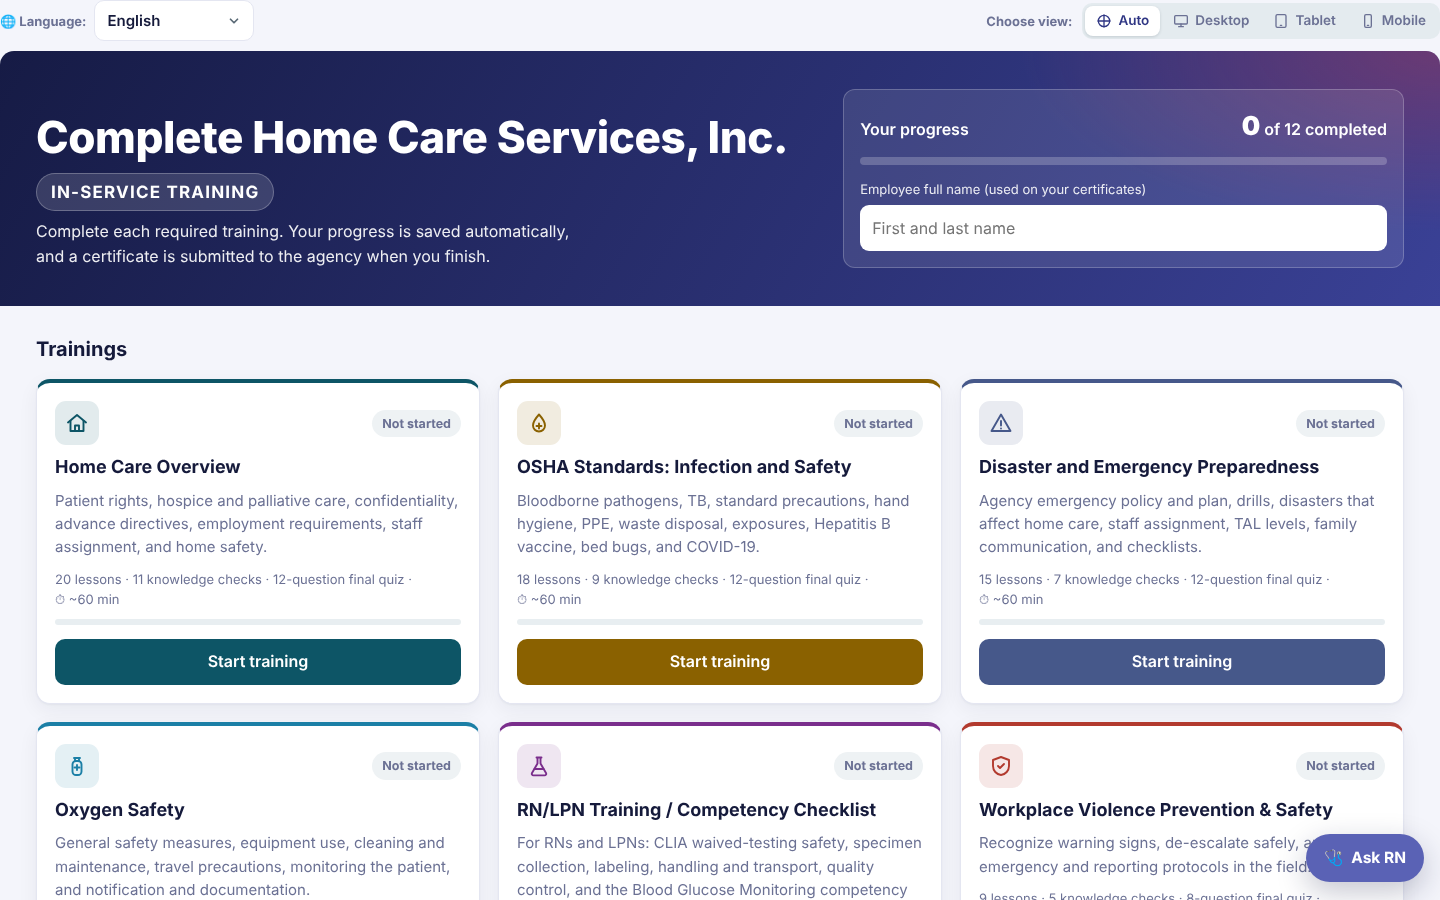 🌐 Language:
English
Choose view:
Auto
Desktop
Tablet
Mobile
Complete Home Care Services, Inc.
IN-SERVICE TRAINING
Complete each required training. Your progress is saved automatically,
and a certificate is submitted to the agency when you finish.
Your progress
0 of 12 completed
Employee full name (used on your certificates)
First and last name
Trainings
Not started
Home Care Overview
Patient rights, hospice and palliative care, confidentiality,
advance directives, employment requirements, staff
assignment, and home safety.
20 lessons · 11 knowledge checks · 12-question final quiz ·
⏱ ~60 min
Start training
Not started
OSHA Standards: Infection and Safety
Bloodborne pathogens, TB, standard precautions, hand
hygiene, PPE, waste disposal, exposures, Hepatitis B
vaccine, bed bugs, and COVID-19.
18 lessons · 9 knowledge checks · 12-question final quiz ·
⏱ ~60 min
Start training
Not started
Disaster and Emergency Preparedness
Agency emergency policy and plan, drills, disasters that
affect home care, staff assignment, TAL levels, family
communication, and checklists.
15 lessons · 7 knowledge checks · 12-question final quiz ·
⏱ ~60 min
Start training
Not started
Oxygen Safety
General safety measures, equipment use, cleaning and
maintenance, travel precautions, monitoring the patient,
and notification and documentation.
Not started
RN/LPN Training / Competency Checklist
For RNs and LPNs: CLIA waived-testing safety, specimen
collection, labeling, handling and transport, quality
control, and the Blood Glucose Monitoring competency
Not started
Workplace Violence Prevention & Safety
Recognize warning signs, de-escalate safely,
emergency and reporting protocols in the field.
9 lessons · 5 knowledge checks · 8-question final quiz ·
Ask RN